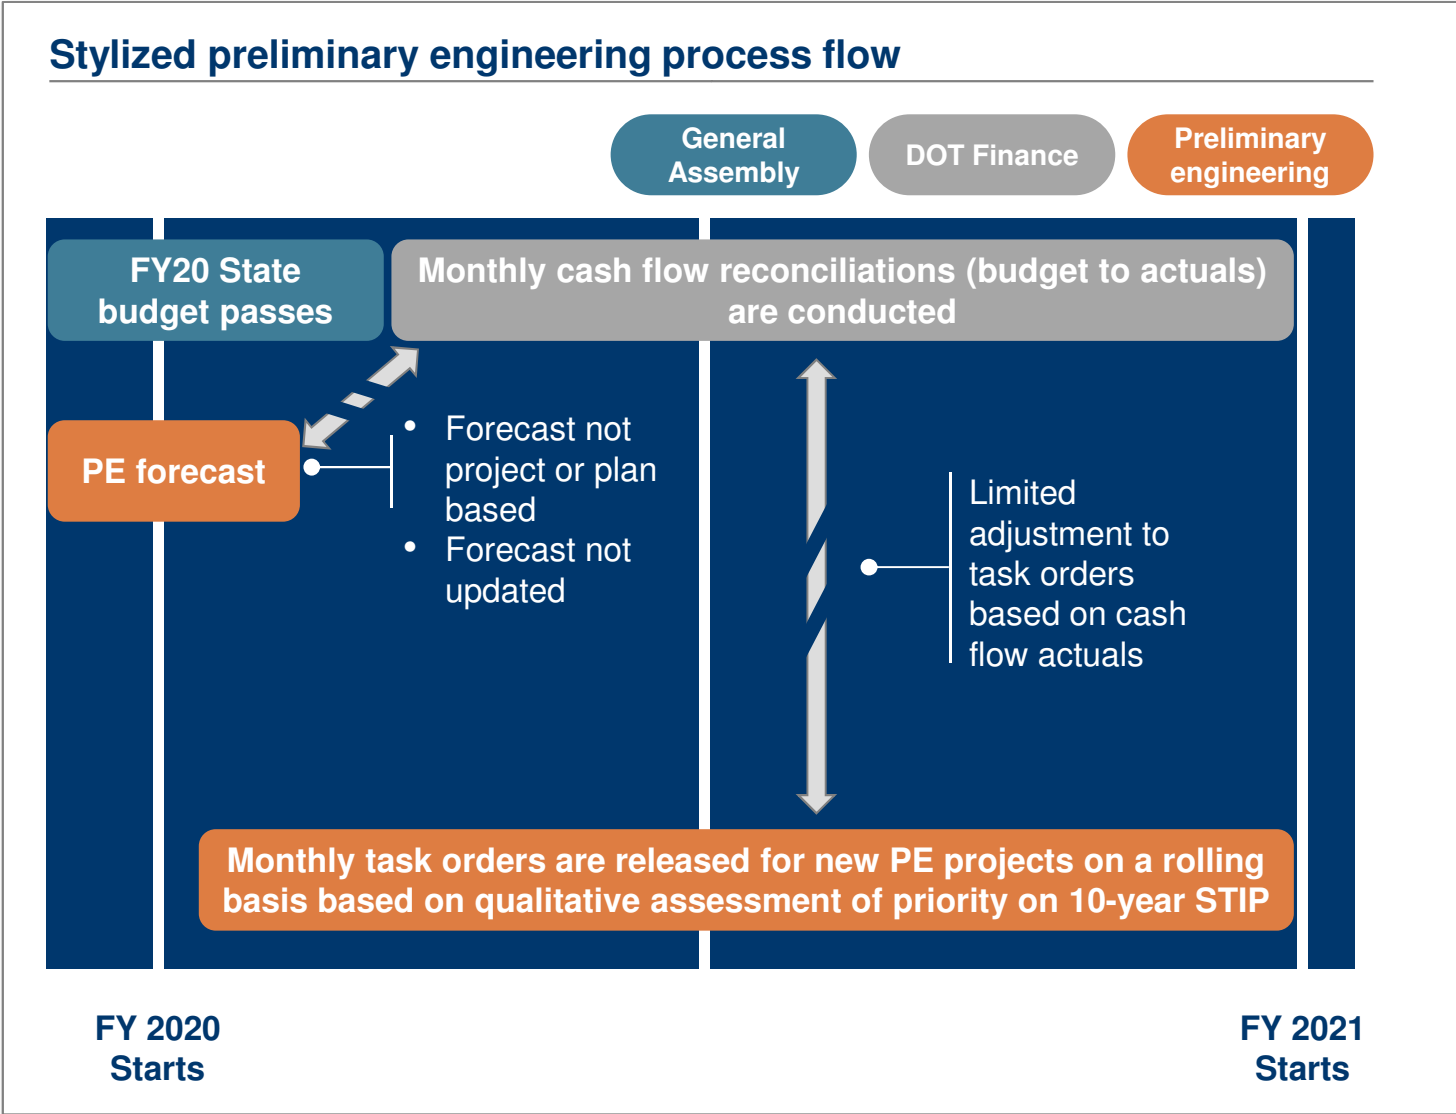 Stylized preliminary engineering process flow
General
Assembly
DOT Finance
Preliminary
engineering
FY20 State
budget passes
Monthly cash flow reconciliations (budget to actuals)
are conducted
PE forecast
• Forecast not
project or plan
based
• Forecast not
updated
Limited
adjustment to
task orders
based on cash
flow actuals
Monthly task orders are released for new PE projects on a rolling
basis based on qualitative assessment of priority on 10-year STIP
FY 2020
Starts
FY 2021
Starts